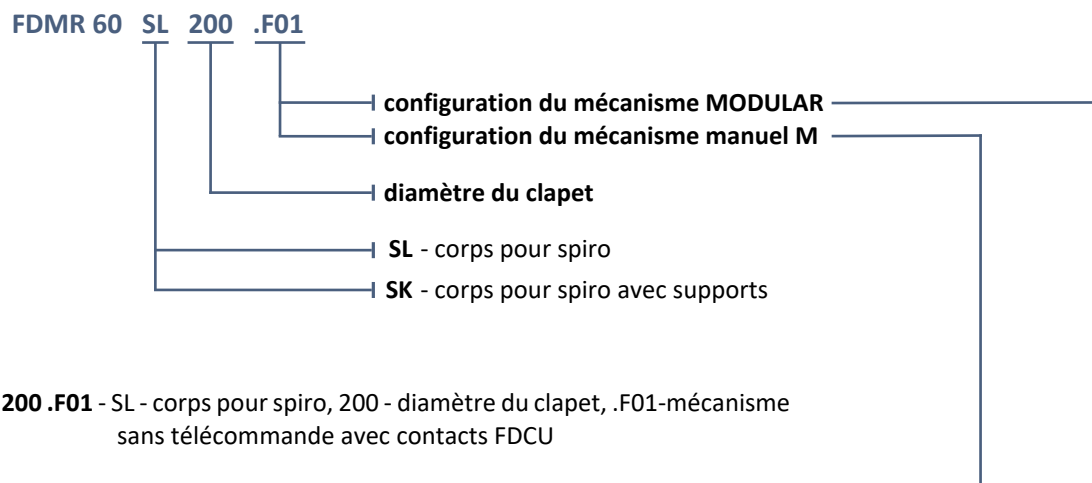 FDMR 60 SL 200 .F01
configuration du mécanisme MODULAR
configuration du mécanisme manuel M
diamètre du clapet
SL - corps pour spiro
SK - corps pour spiro avec supports
200 .F01 - SL - corps pour spiro, 200 - diamètre du clapet, .F01-mécanisme
sans télécommande avec contacts FDCU